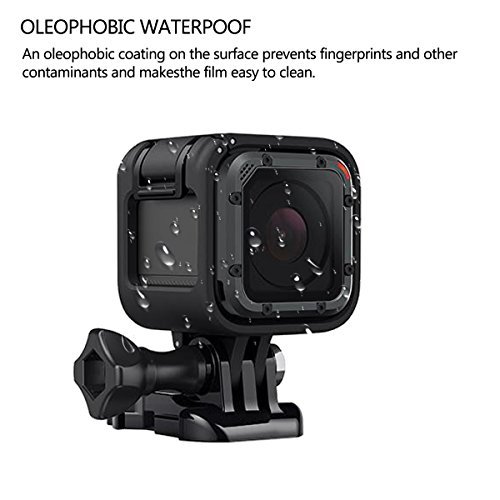 OLEOPHOBIC WATERPOOF
An oleophobic coating on the surface prevents fingerprints and other
contaminants and makesthe film easy to clean.